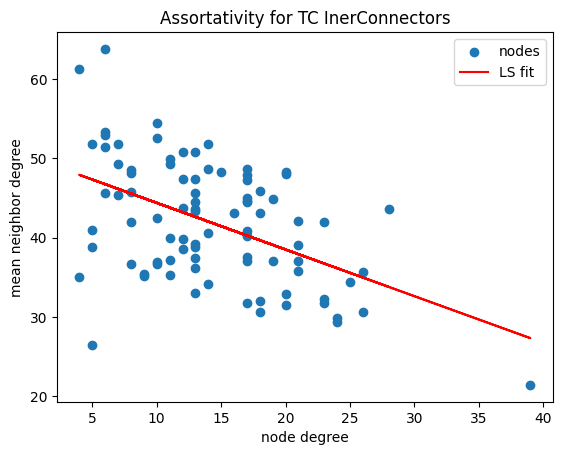 Assortativity for TC InerConnectors
nodes
LS fit
mean neighbor degree
60
50
40
30
20
5
10
15
20
25
30
35
40
node degree